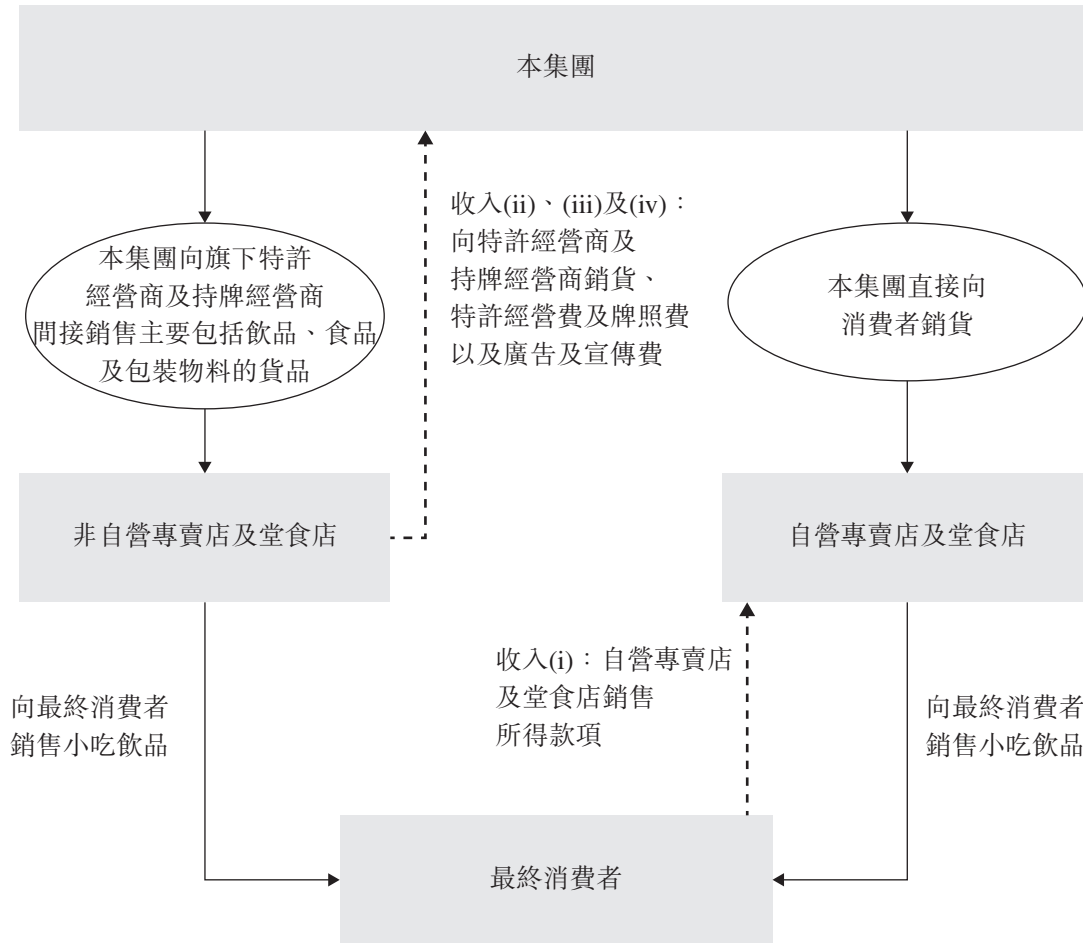 本集團
收入(ii)、(iii)及(iv)：
向特許經營商及
持牌經營商銷貨、
特許經營費及牌照費
以及廣告及宣傳費
本集團向旗下特許
經營商及持牌經營商
間接銷售主要包括飲品、食品
及包裝物料的貨品
本集團直接向
消費者銷貨
非自營專賣店及堂食店
自營專賣店及堂食店
收入(i)：自營專賣店
及堂食店銷售
所得款項
向最終消費者
銷售小吃飲品
向最終消費者
銷售小吃飲品
最終消費者